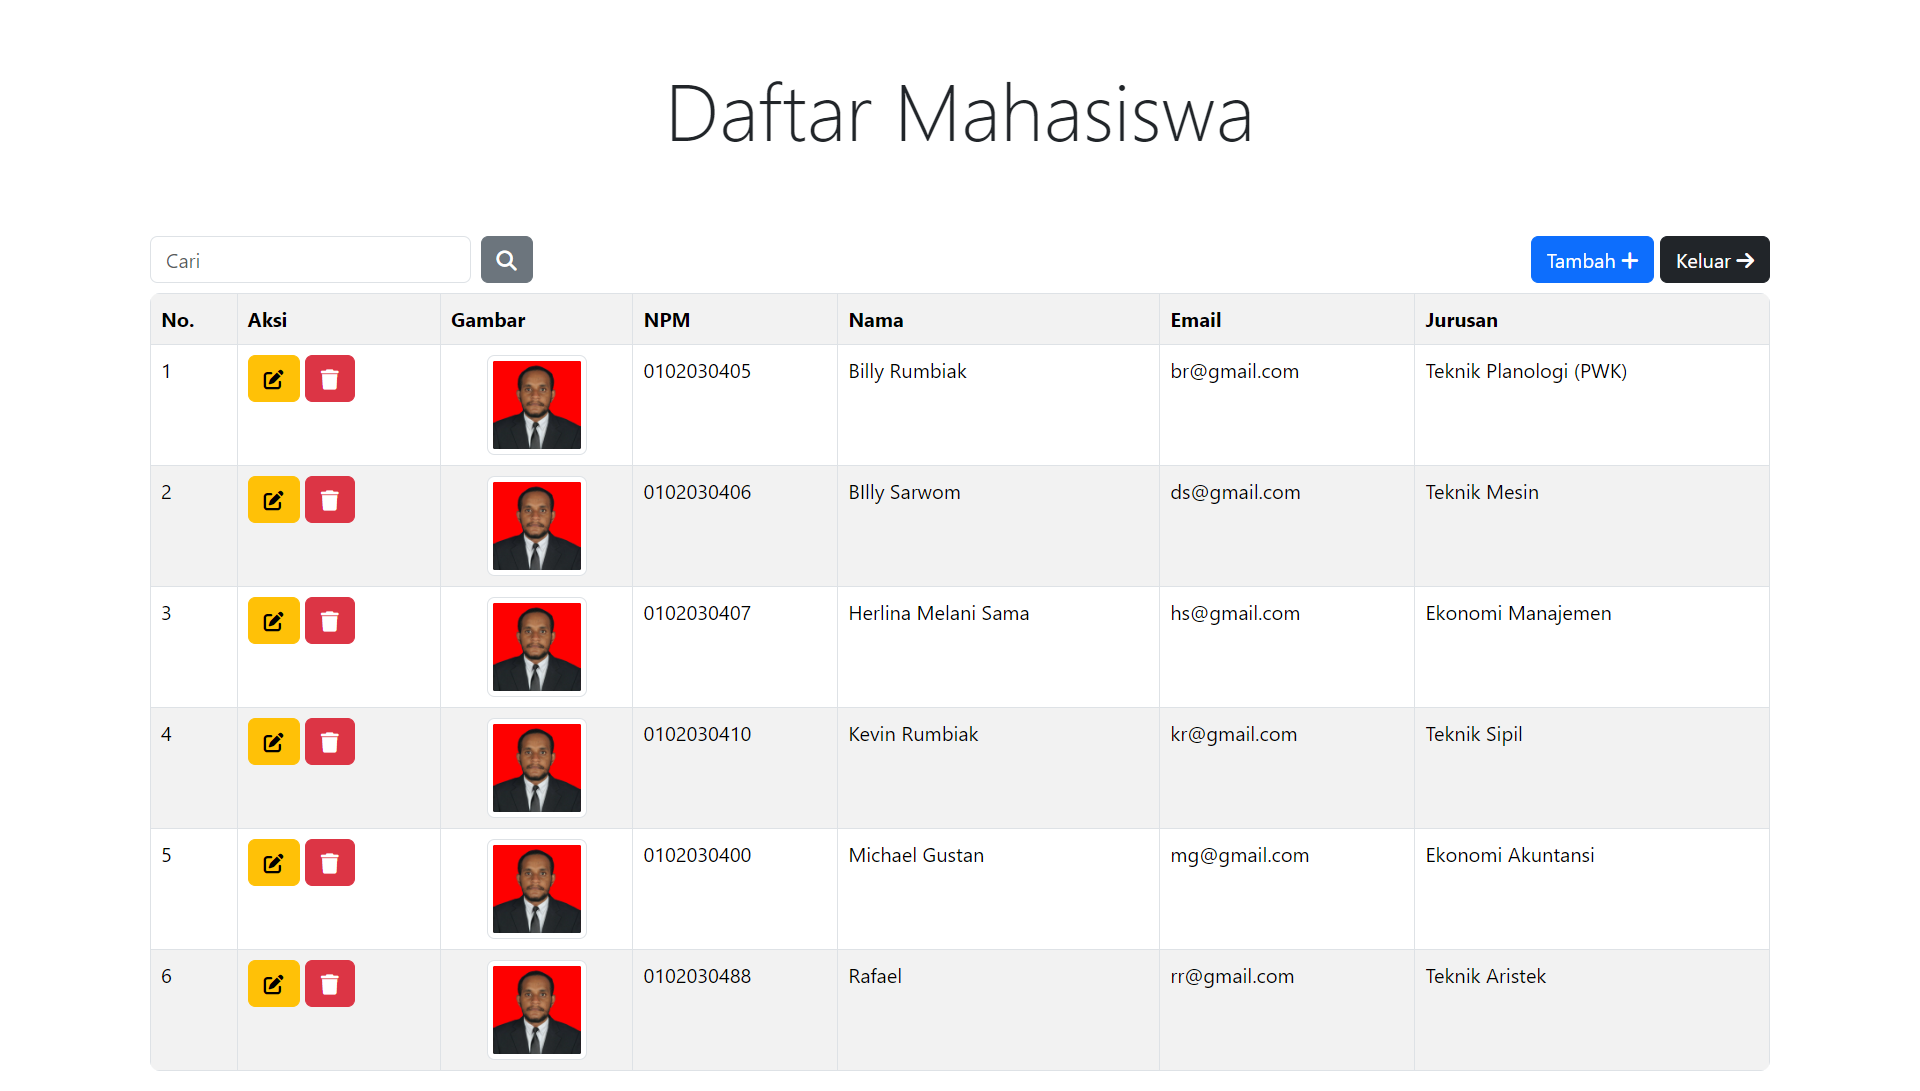 Daftar Mahasiswa
Cari
Tambah Keluar
No. Aksi Gambar NPM Nama Email Jurusan
1 0102030405 Billy Rumbiak br@gmail.com Teknik Planologi (PWK)
2 0102030406 BIlly Sarwom ds@gmail.com Teknik Mesin
3 0102030407 Herlina Melani Sama hs@gmail.com Ekonomi Manajemen
4 0102030410 Kevin Rumbiak kr@gmail.com Teknik Sipil
5 0102030400 Michael Gustan mg@gmail.com Ekonomi Akuntansi
6 0102030488 Rafael rr@gmail.com Teknik Aristek